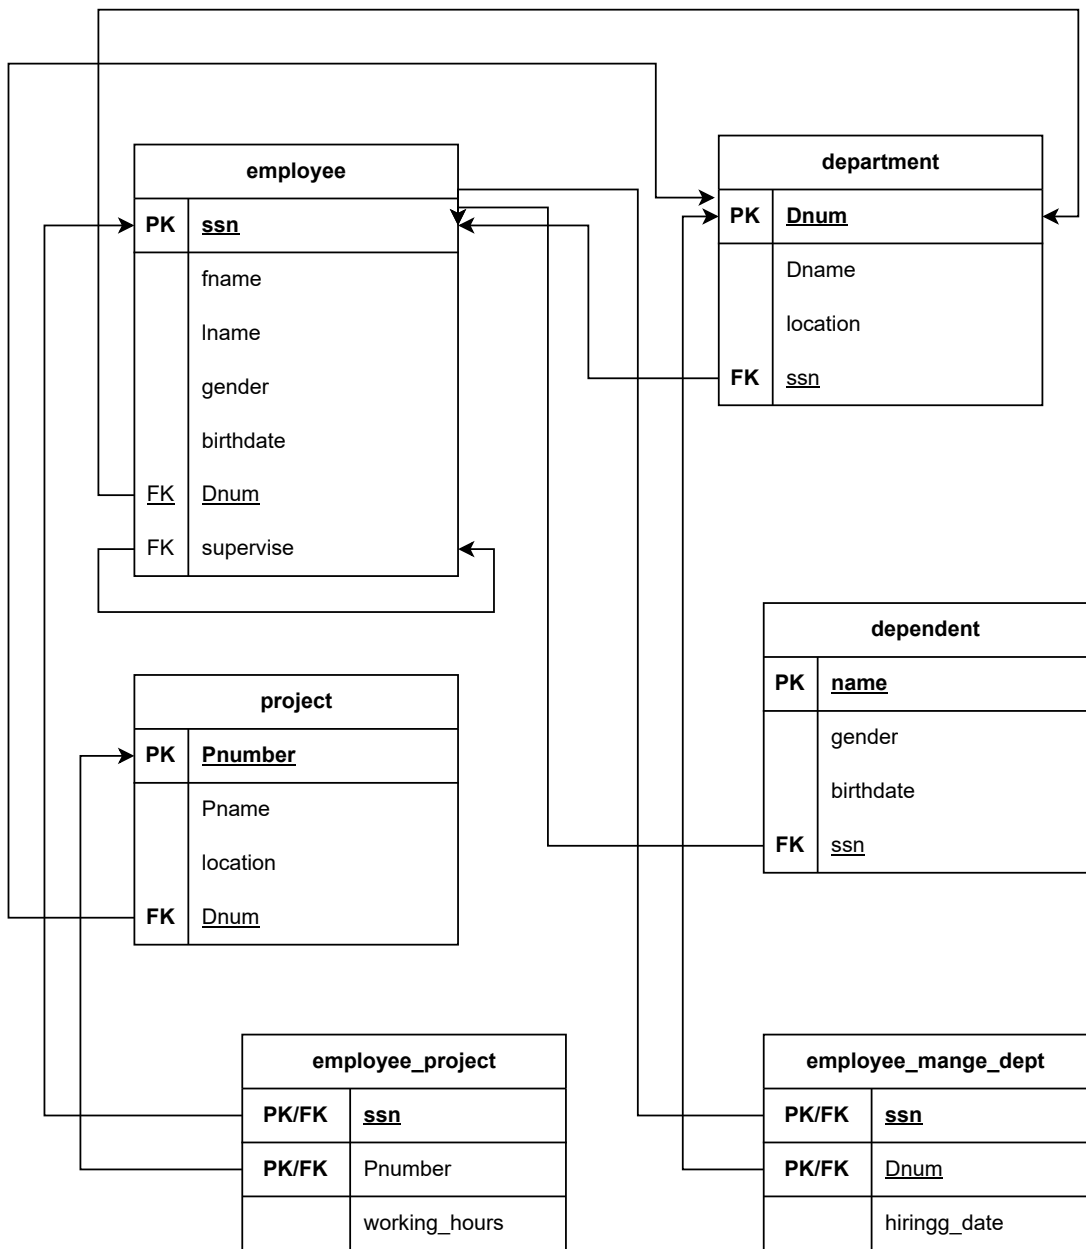 employee
PK ssn
fname
lname
gender
birthdate
FK Dnum
FK supervise
department
PK Dnum
Dname
location
FK ssn
project
PK Pnumber
Pname
location
FK Dnum
dependent
PK name
gender
birthdate
FK ssn
employee_project
PK/FK ssn
PK/FK Pnumber
working_hours
employee_mange_dept
PK/FK ssn
PK/FK Dnum
hiringg_date